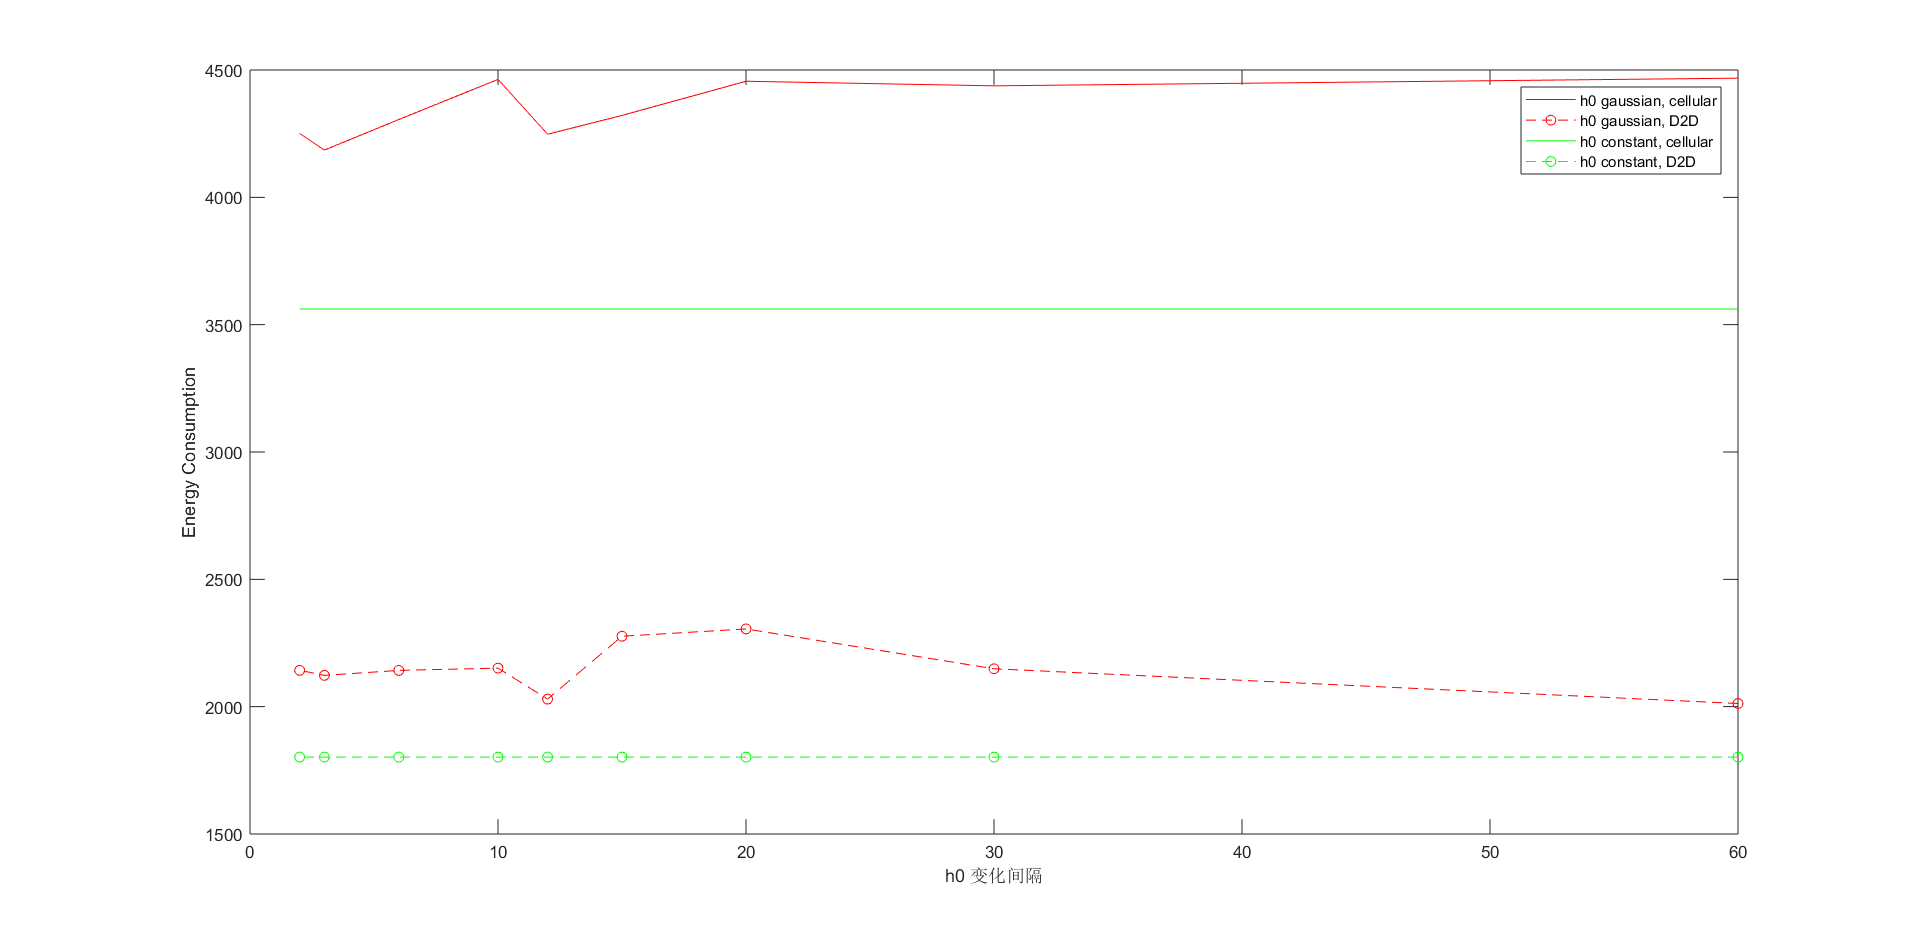 4500
4000
3500
3000
2500
2000
1500
Energy Consumption
0 10 20 30 40 50 60
h0 变化间隔
h0 gaussian, cellular
h0 gaussian, D2D
h0 constant, cellular
h0 constant, D2D